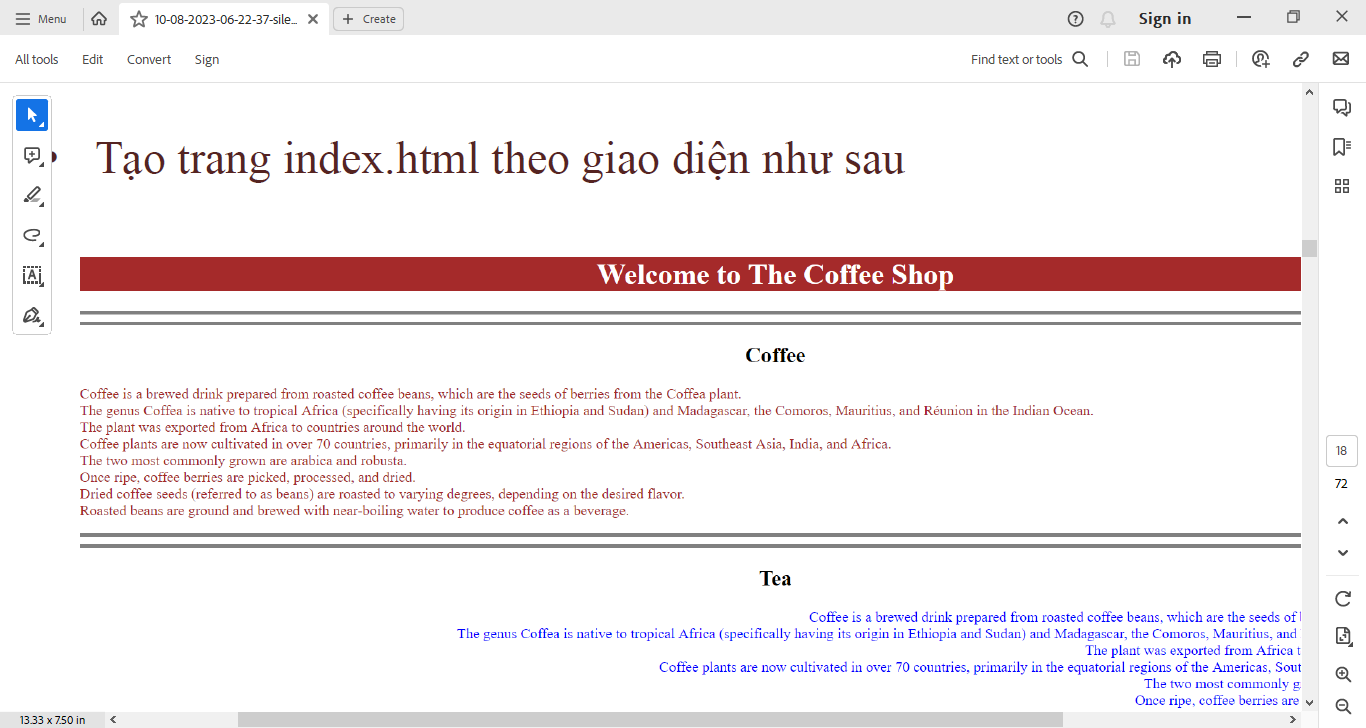 Menu
10-08-2023-06-22-37-sile...
Create
Sign in
All tools
Edit
Convert
Sign
Find text or tools
Tạo trang index.html theo giao diện như sau
Welcome to The Coffee Shop
Coffee
Coffee is a brewed drink prepared from roasted coffee beans, which are the seeds of berries from the Coffea plant.
The genus Coffea is native to tropical Africa (specifically having its origin in Ethiopia and Sudan) and Madagascar, the Comoros, Mauritius, and Réunion in the Indian Ocean.
The plant was exported from Africa to countries around the world.
Coffee plants are now cultivated in over 70 countries, primarily in the equatorial regions of the Americas, Southeast Asia, India, and Africa.
The two most commonly grown are arabica and robusta.
Once ripe, coffee berries are picked, processed, and dried.
Dried coffee seeds (referred to as beans) are roasted to varying degrees, depending on the desired flavor.
Roasted beans are ground and brewed with near-boiling water to produce coffee as a beverage.
18
72
Tea
Coffee is a brewed drink prepared from roasted coffee beans, which are the seeds of
The genus Coffea is native to tropical Africa (specifically having its origin in Ethiopia and Sudan) and Madagascar, the Comoros, Mauritius, and
The plant was exported from Africa
Coffee plants are now cultivated in over 70 countries, primarily in the equatorial regions of the Americas, Sout
The two most commonly g
Once ripe, coffee berries are
13.33 x 7.50 in